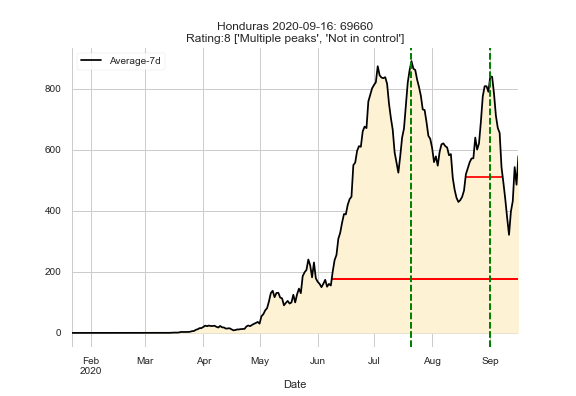 Honduras 2020-09-16: 69660
Rating:8 ['Multiple peaks', 'Not in control']
Average-7d
800
600
400
200
0
Feb Mar Apr May Jun Jul Aug Sep
2020
Date